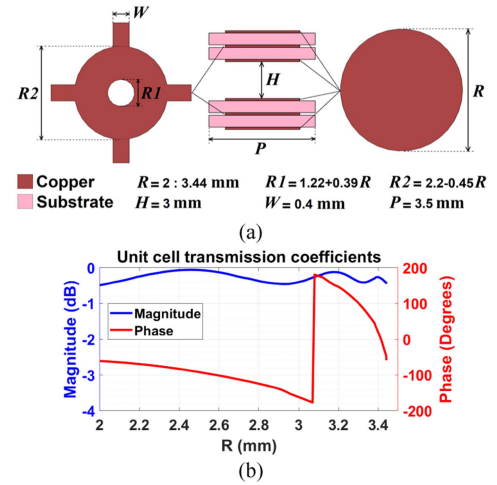 W
R2
R1
H
P
R
Copper R = 2 : 3.44 mm R1 = 1.22+0.39 R R2 = 2.2-0.45 R
Substrate H = 3 mm W = 0.4 mm P = 3.5 mm
(a)
Unit cell transmission coefficients
Magnitude (dB)
0
-1
-2
-3
-4
Magnitude
Phase
200
100
0
-100
-200
Phase (Degrees)
2 2.2 2.4 2.6 2.8 3 3.2 3.4
R (mm)
(b)